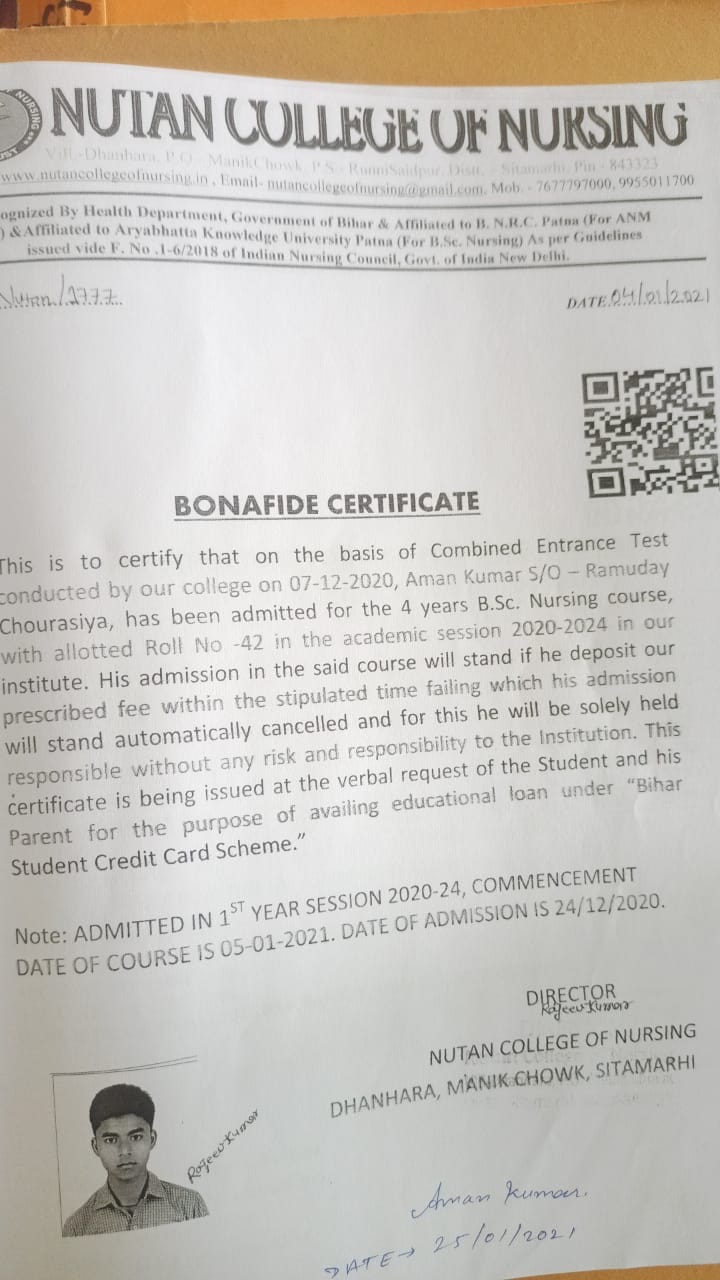 NURSING
NUTAN COLLEGE OF NURSING
Vill.-Dhanhara, P.O.- ManikChowk, P.S.- RunniSaidpur, Distt. - Sitamarhi, Pin - 843323
www.nutancollegeofnursing.in , Email- nutancollegeofnursing@gmail.com, Mob. - 7677797000, 9955011700
ognized By Health Department, Government of Bihar & Affiliated to B. N.R.C. Patna (For ANM
) &Affiliated to Aryabhatta Knowledge University Patna (For B.Sc. Nursing) As per Guidelines
issued vide F. No .1-6/2018 of Indian Nursing Council, Govt. of India New Delhi.
Nutan/1777.. DATE.04/01/2021
BONAFIDE CERTIFICATE
This is to certify that on the basis of Combined Entrance Test
conducted by our college on 07-12-2020, Aman Kumar S/O – Ramuday
Chourasiya, has been admitted for the 4 years B.Sc. Nursing course,
with allotted Roll No -42 in the academic session 2020-2024 in our
institute. His admission in the said course will stand if he deposit our
prescribed fee within the stipulated time failing which his admission
will stand automatically cancelled and for this he will be solely held
responsible without any risk and responsibility to the Institution. This
certificate is being issued at the verbal request of the Student and his
Parent for the purpose of availing educational loan under “Bihar
Student Credit Card Scheme.”
Note: ADMITTED IN 1ST YEAR SESSION 2020-24, COMMENCEMENT
DATE OF COURSE IS 05-01-2021. DATE OF ADMISSION IS 24/12/2020.
DIRECTOR
Rajeev Kumar
NUTAN COLLEGE OF NURSING
DHANHARA, MANIK CHOWK, SITAMARHI
Rajeev Kumar
Aman Kumar.
DATE → 25/01/2021